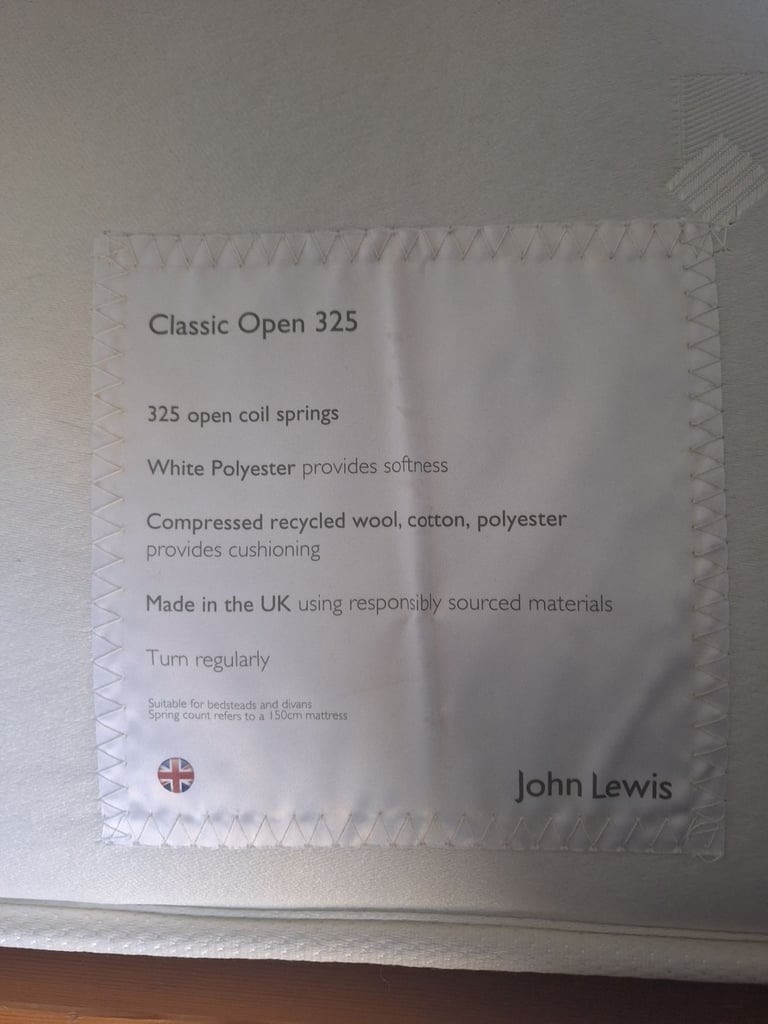 Classic Open 325
325 open coil springs
White Polyester provides softness
Compressed recycled wool, cotton, polyester
provides cushioning
Made in the UK using responsibly sourced materials
Turn regularly
Suitable for bedsteads and divans
Spring count refers to a 150cm mattress
John Lewis